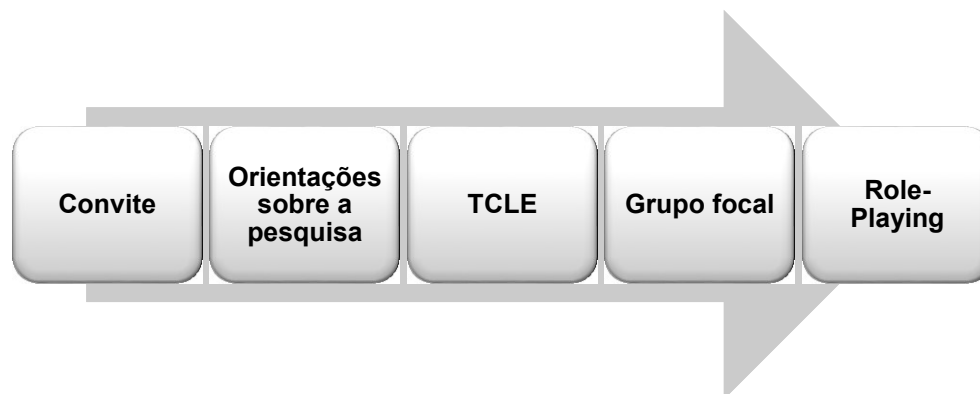 Convite
Orientações
sobre a
pesquisa
TCLE
Grupo focal
Role-
Playing